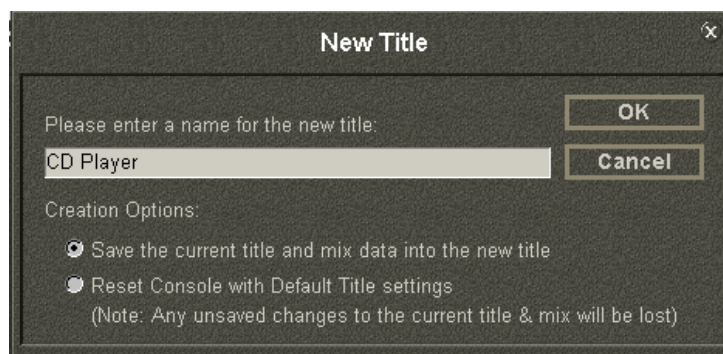 New Title
x
Please enter a name for the new title:
OK
CD Player
Cancel
Creation Options:
Save the current title and mix data into the new title
Reset Console with Default Title settings
(Note: Any unsaved changes to the current title & mix will be lost)